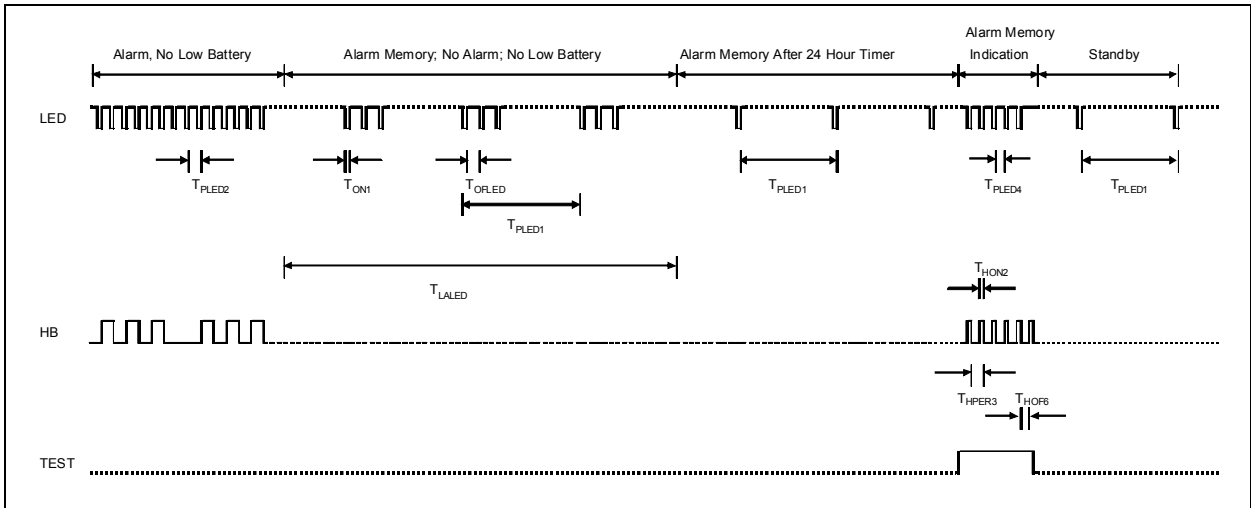 Alarm, No Low Battery
Alarm Memory; No Alarm; No Low Battery
Alarm Memory After 24 Hour Timer
Alarm Memory
Indication
Standby
LED
TPLED2
TON1
TOFLED
TPLED1
TPLED1
TPLED4
TPLED1
TLALED
THON2
HB
THPER3
THOF6
TEST